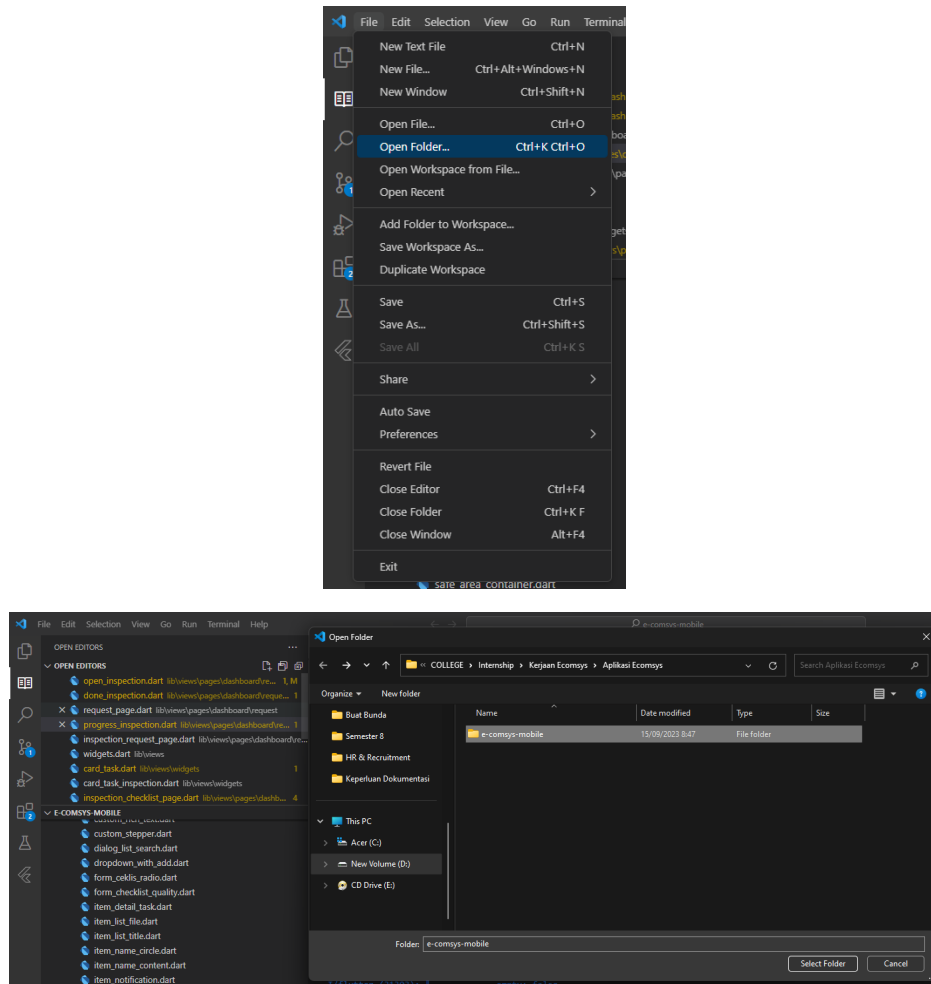 File Edit Selection View Go Run Terminal
New Text File Ctrl+N
New File... Ctrl+Alt+Windows+N
New Window Ctrl+Shift+N
Open File... Ctrl+O
Open Folder... Ctrl+K Ctrl+O
Open Workspace from File...
Open Recent
Add Folder to Workspace...
Save Workspace As...
Duplicate Workspace
Save Ctrl+S
Save As... Ctrl+Shift+S
Save All Ctrl+K S
Share
Auto Save
Preferences
Revert File
Close Editor Ctrl+F4
Close Folder Ctrl+K F
Close Window Alt+F4
Exit
safe_area_container.dart
File Edit Selection View Go Run Terminal Help
e-comsys-mobile
OPEN EDITORS
OPEN EDITORS
open_inspection.dart lib\views\pages\dashboard\re... 1, M
done_inspection.dart lib\views\pages\dashboard\reque... 1
request_page.dart lib\views\pages\dashboard\request
progress_inspection.dart lib\views\pages\dashboard\re... 1
inspection_request_page.dart lib\views\pages\dashboard\re...
widgets.dart lib\views
card_task.dart lib\views\widgets 1
card_task_inspection.dart lib\views\widgets
inspection_checklist_page.dart lib\views\pages\dashb... 4
E-COMSYS-MOBILE
custom_rich_text.dart
custom_stepper.dart
dialog_list_search.dart
dropdown_with_add.dart
form_ceklis_radio.dart
form_checklist_quality.dart
item_detail_task.dart
item_list_file.dart
item_list_title.dart
item_name_circle.dart
item_name_content.dart
item_notification.dart
Open Folder
« COLLEGE › Internship › Kerjaan Ecomsys › Aplikasi Ecomsys
Search Aplikasi Ecomsys
Organize New folder
Buat Bunda
Semester 8
HR & Recruitment
Keperluan Dokumentasi
This PC
Acer (C:)
New Volume (D:)
CD Drive (E:)
Name Date modified Type Size
e-comsys-mobile 15/09/2023 8:47 File folder
Folder: e-comsys-mobile
Select Folder Cancel